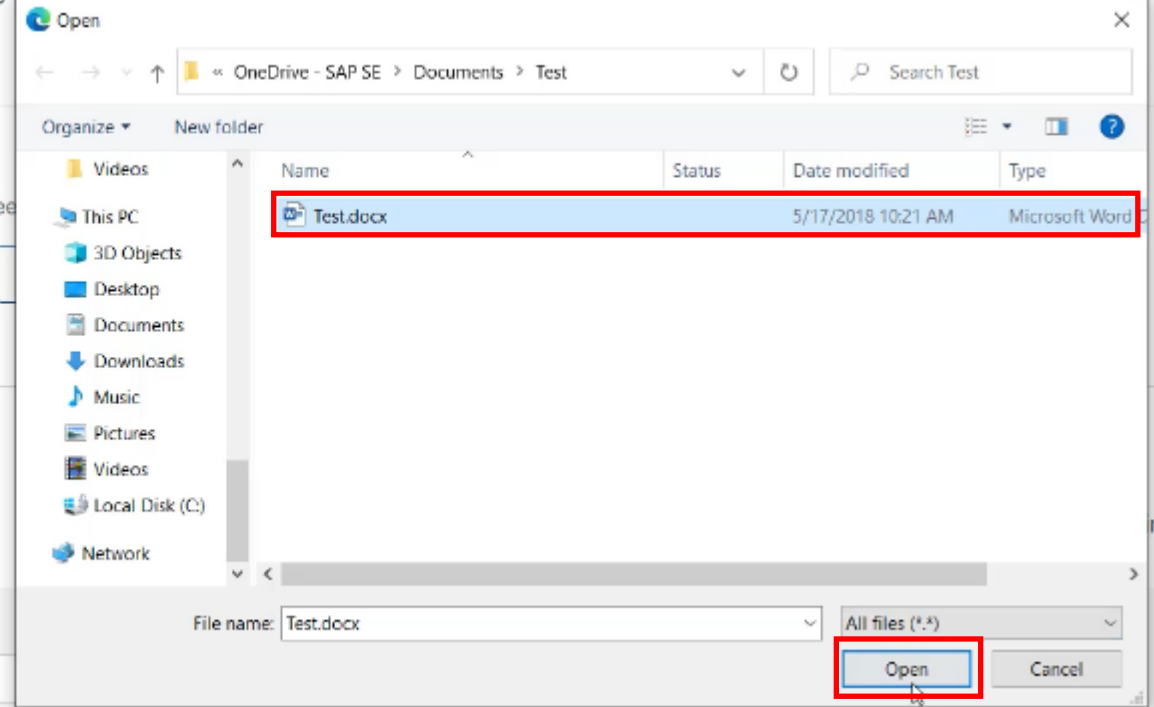 Open
« OneDrive - SAP SE > Documents > Test
Search Test
Organize
New folder
?
Name
Status
Date modified
Type
Videos
This PC
3D Objects
Desktop
Documents
Downloads
Music
Pictures
Videos
Local Disk (C:)
Network
Test.docx
5/17/2018 10:21 AM
Microsoft Word
File name:
Test.docx
All files (*.*)
Open
Cancel